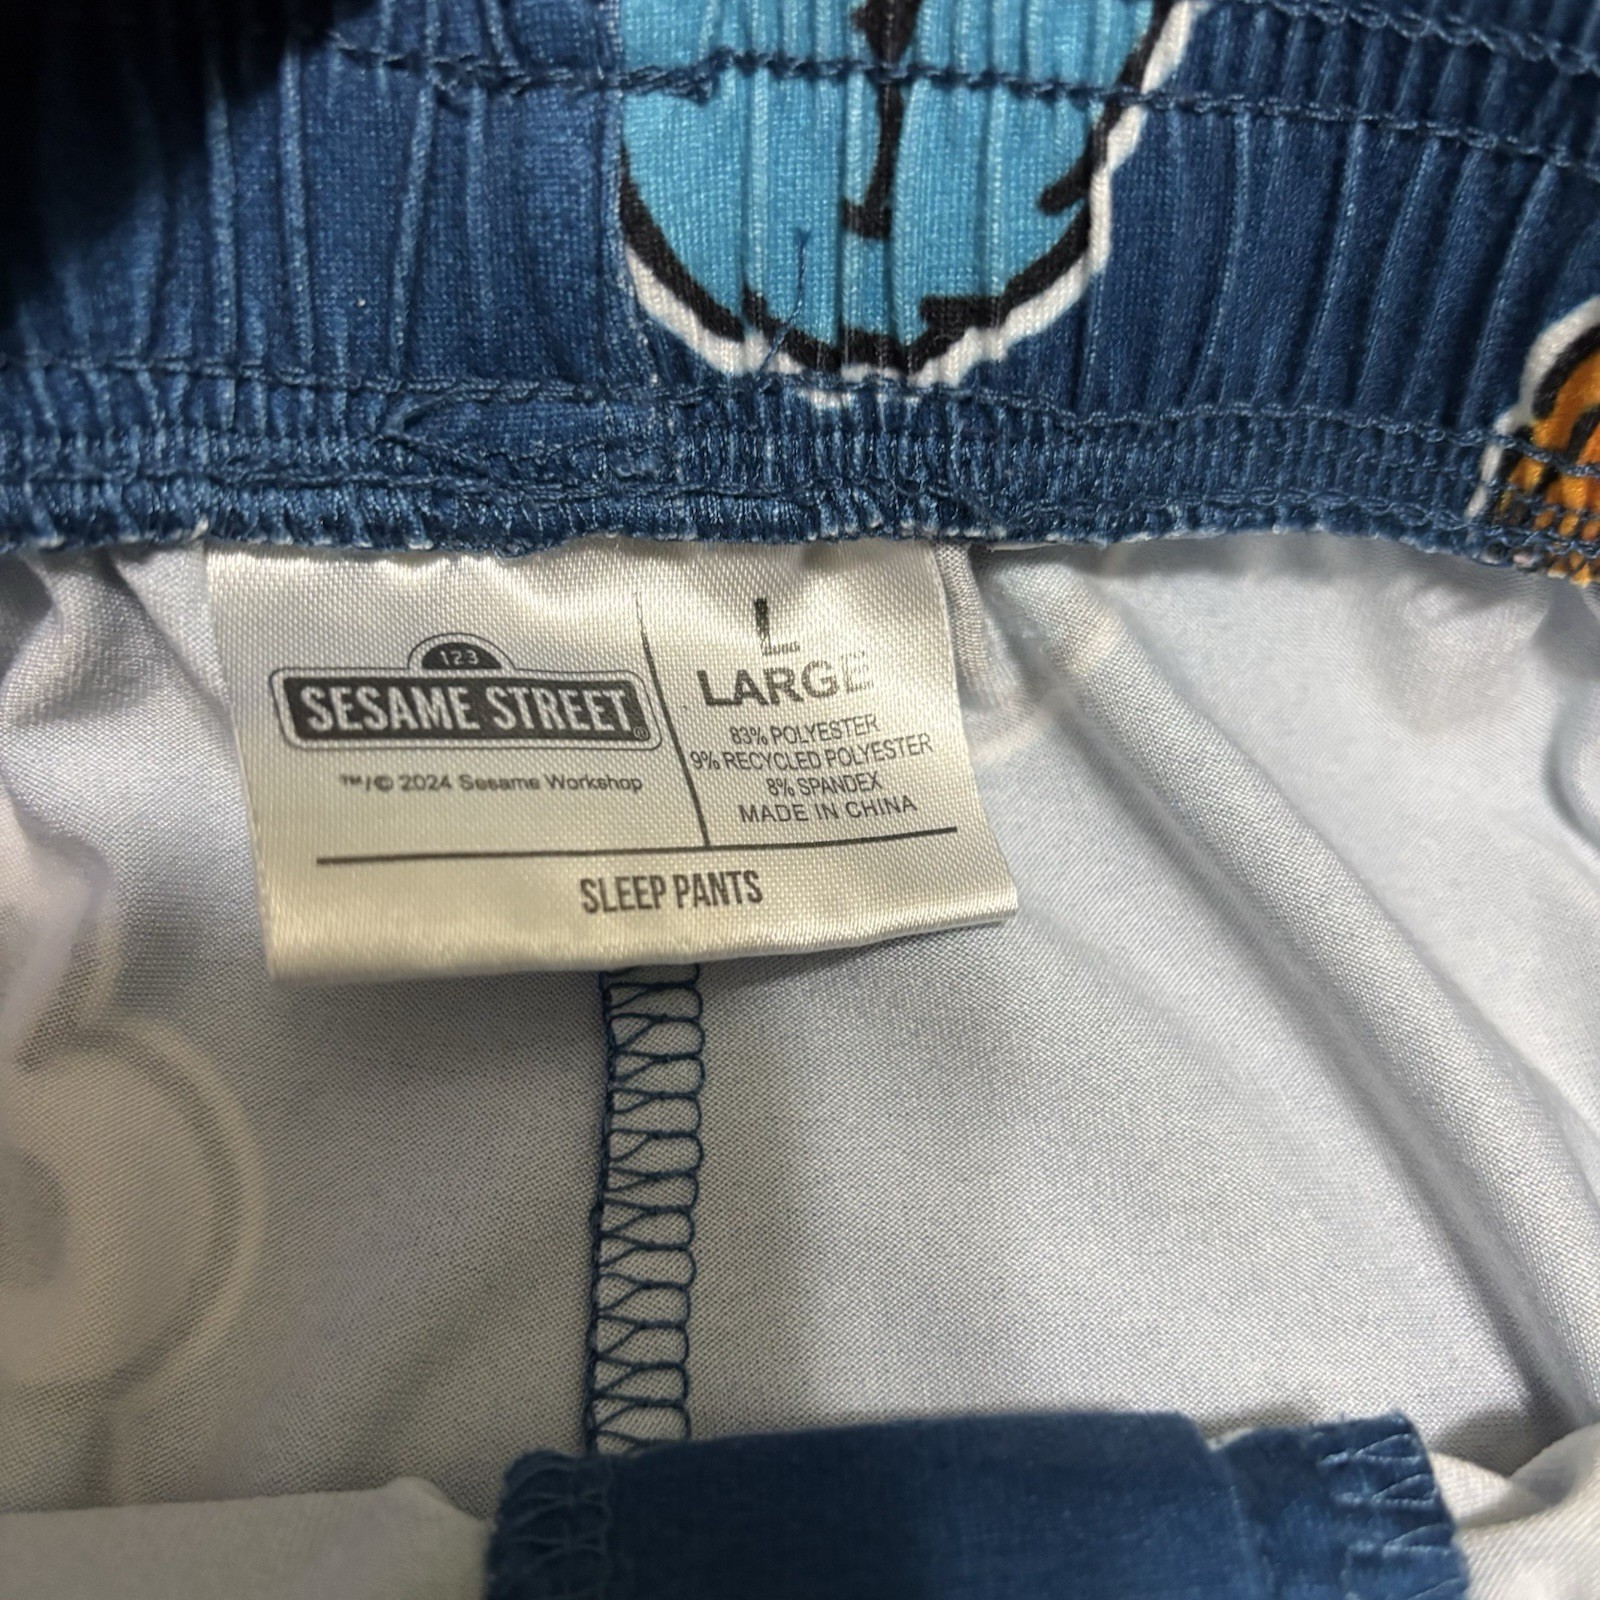 123
SESAME STREET®
™/© 2024 Sesame Workshop
L
LARGE
83% POLYESTER
9% RECYCLED POLYESTER
8% SPANDEX
MADE IN CHINA
SLEEP PANTS